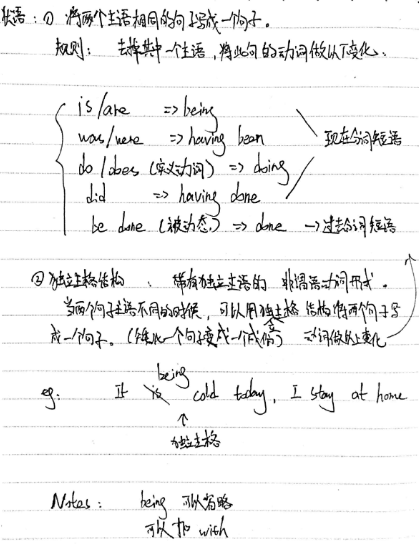 状语：① 将两个主语相同的句子写成一个句子。
规则：去掉其中一个主语，将此句的动词做以下变化：
is/are => being
was/were => having been
do/does (实义动词) => doing
did => having done
现在分词短语
be done (被动态) => done → 过去分词短语
② 独立主格结构：带有独立主语的非谓语动词形式。
当两个句子主语不同的时候，可以用独立主格结构将两个句子写
成一个句子。(将其中一个句子变成一个成份) 动词做以上变化
being
eg: It is cold today, I stay at home
↑
独立主格
Notes: being 可以省略
可以加 with